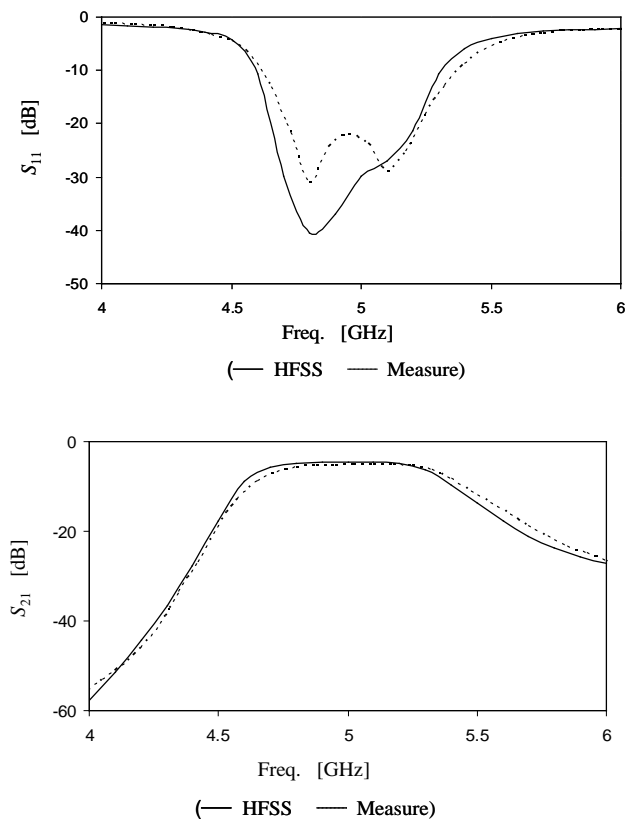 0
-10
-20
-30
-40
-50
S11 [dB]
4 4.5 5 5.5 6
Freq. [GHz]
(— HFSS ---- Measure)
0
-20
-40
-60
S21 [dB]
4 4.5 5 5.5 6
Freq. [GHz]
(— HFSS ---- Measure)